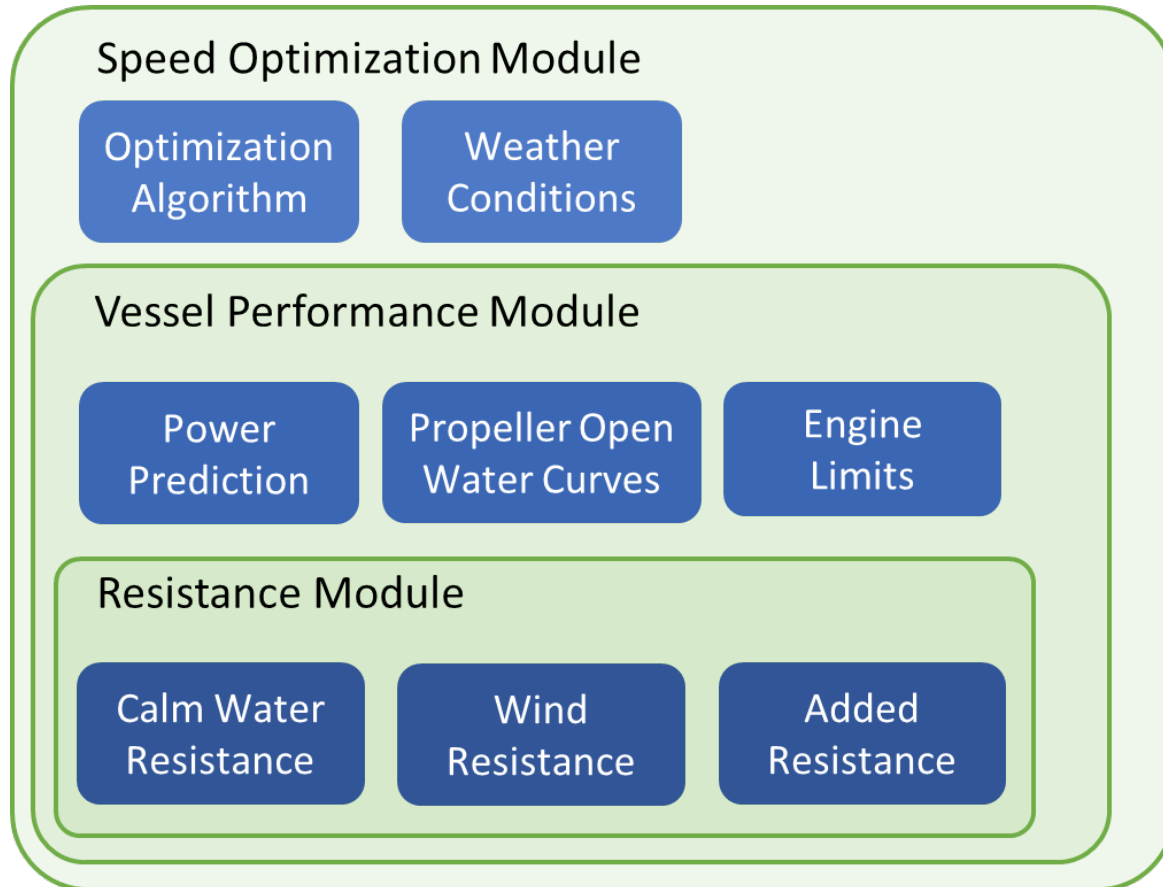 Speed Optimization Module
Optimization
Algorithm
Weather
Conditions
Vessel Performance Module
Power
Prediction
Propeller Open
Water Curves
Engine
Limits
Resistance Module
Calm Water
Resistance
Wind
Resistance
Added
Resistance